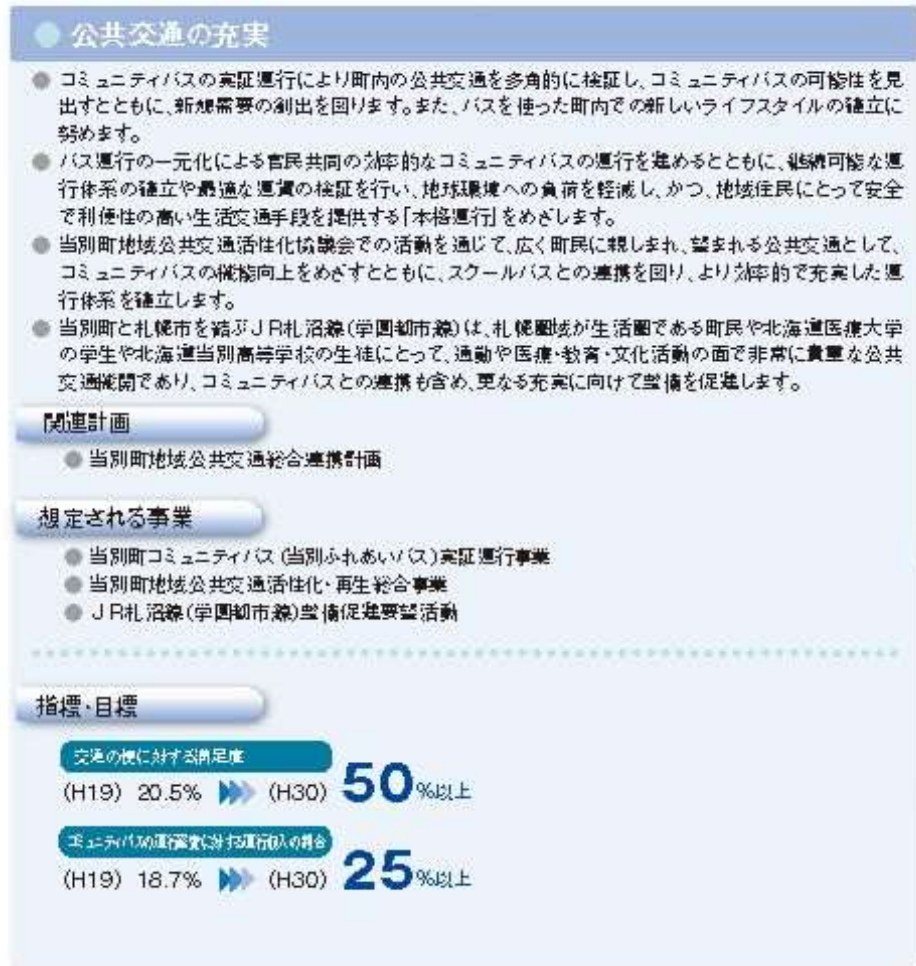 公共交通の充実
● コミュニティバスの実証運行により町内の公共交通を多角的に検証し、コミュニティバスの可能性を見
出すとともに、新規需要の創出を図ります。また、バスを使った町内での新しいライフスタイルの確立に
努めます。
● バス運行の一元化による官民共同の効率的なコミュニティバスの運行を進めるとともに、継続可能な運
行体系の確立や最適な運賃の検証を行い、地球環境への負荷を軽減し、かつ、地域住民にとって安全
で利便性の高い生活交通手段を提供する「本格運行」をめざします。
● 当別町地域公共交通活性化協議会での活動を通じて、広く町民に親しまれ、望まれる公共交通として、
コミュニティバスの機能向上をめざすとともに、スクールバスとの連携を図り、より効率的で充実した運
行体系を確立します。
● 当別町と札幌市を結ぶJR札沼線(学園都市線)は、札幌圏域が生活圏である町民や北海道医療大学
の学生や北海道当別高等学校の生徒にとって、通勤や医療・教育・文化活動の面で非常に貴重な公共
交通機関であり、コミュニティバスとの連携も含め、更なる充実に向けて整備を促進します。
関連計画
● 当別町地域公共交通総合連携計画
想定される事業
● 当別町コミュニティバス(当別ふれあいバス)実証運行事業
● 当別町地域公共交通活性化・再生総合事業
● JR札沼線(学園都市線)整備促進要望活動
指標・目標
交通の便に対する満足度
(H19) 20.5% (H30) 50%以上
コミュニティバスの運行経費に対する運行収入の割合
(H19) 18.7% (H30) 25%以上